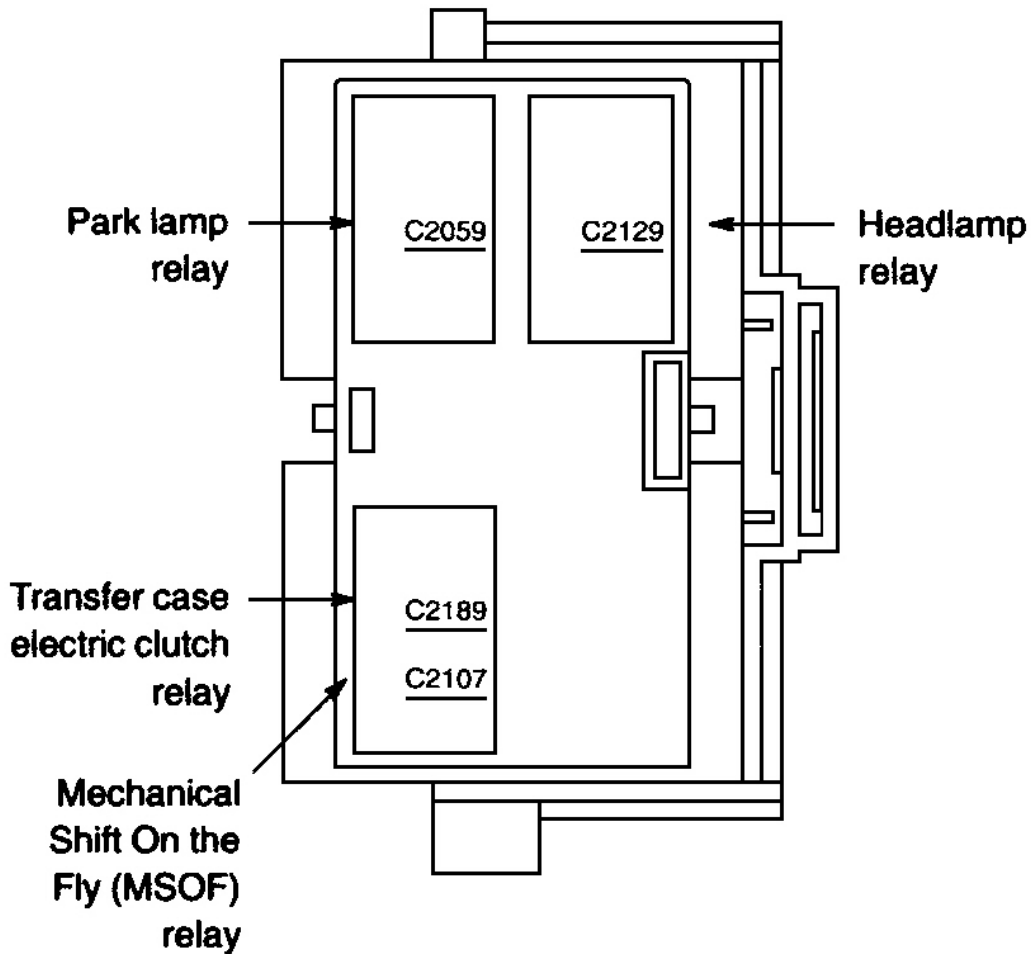 Park lamp
relay
C2059
C2129
Headlamp
relay
Transfer case
electric clutch
relay
C2189
C2107
Mechanical
Shift On the
Fly (MSOF)
relay